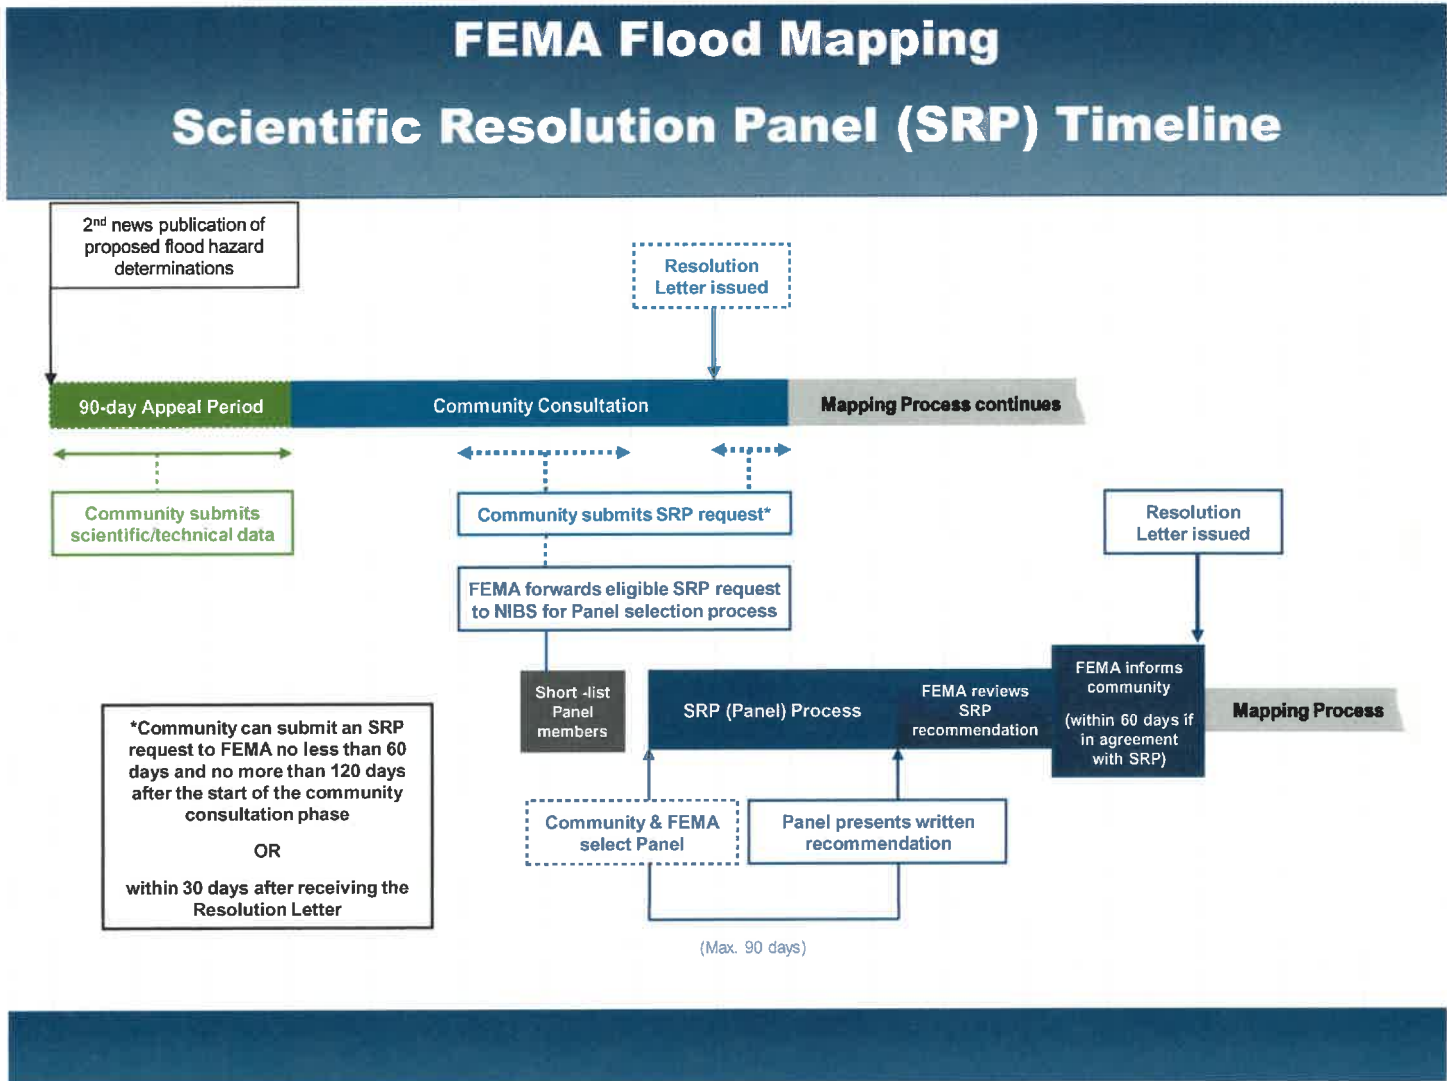 FEMA Flood Mapping
Scientific Resolution Panel (SRP) Timeline
2nd news publication of
proposed flood hazard
determinations
Resolution
Letter issued
90-day Appeal Period
Community Consultation
Mapping Process continues
Community submits
scientific/technical data
Community submits SRP request*
Resolution
Letter issued
FEMA forwards eligible SRP request
to NIBS for Panel selection process
Short -list
Panel
members
SRP (Panel) Process
FEMA reviews
SRP
recommendation
FEMA informs
community
(within 60 days if
in agreement
with SRP)
Mapping Process
*Community can submit an SRP
request to FEMA no less than 60
days and no more than 120 days
after the start of the community
consultation phase
OR
within 30 days after receiving the
Resolution Letter
Community & FEMA
select Panel
Panel presents written
recommendation
(Max. 90 days)